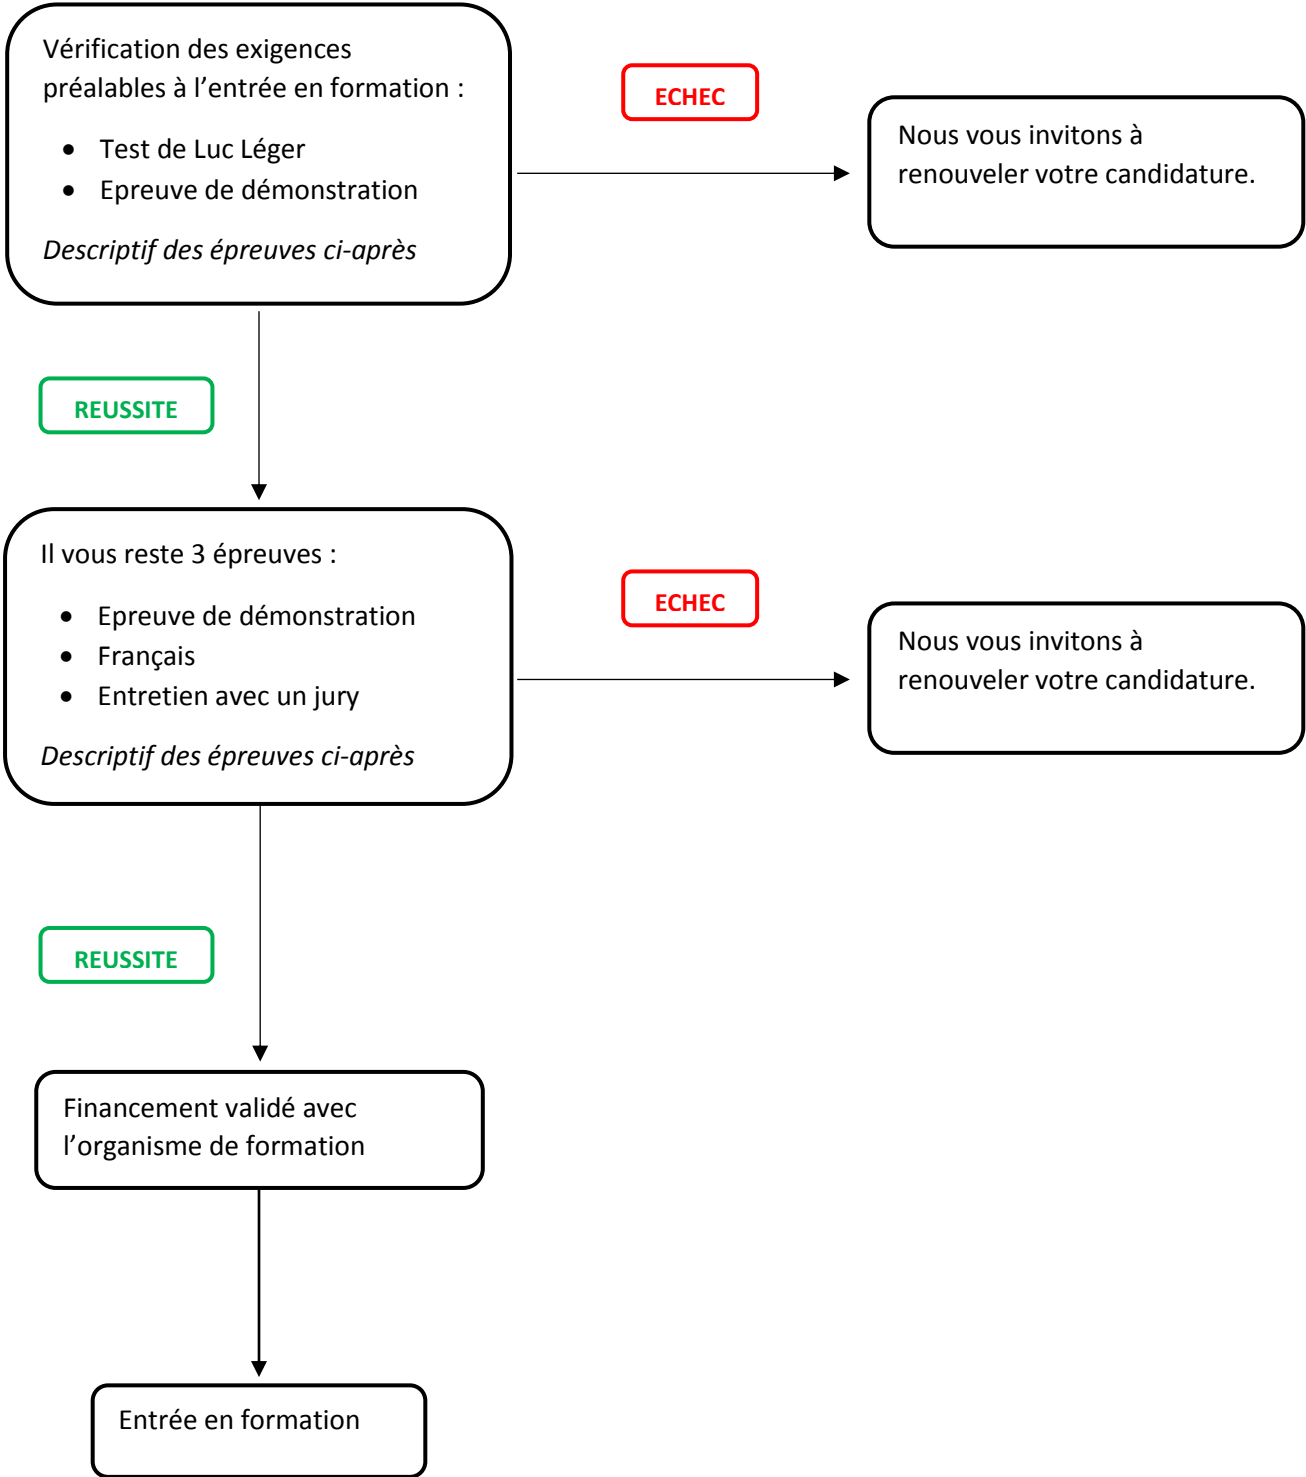 Vérification des exigences
préalables à l’entrée en formation :
• Test de Luc Léger
• Epreuve de démonstration
Descriptif des épreuves ci-après
ECHEC
Nous vous invitons à
renouveler votre candidature.
REUSSITE
Il vous reste 3 épreuves :
• Epreuve de démonstration
• Français
• Entretien avec un jury
Descriptif des épreuves ci-après
ECHEC
Nous vous invitons à
renouveler votre candidature.
REUSSITE
Financement validé avec
l’organisme de formation
Entrée en formation